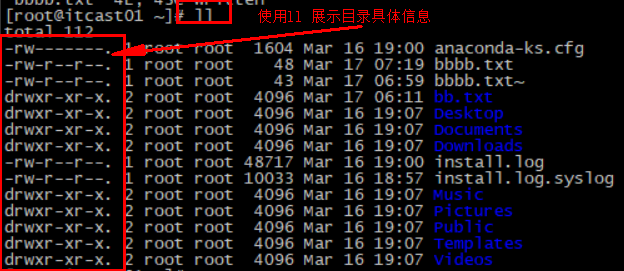 "bbbb.txt" 4L, 43C written
[root@itcast01 ~]# ll
使用ll 展示目录具体信息
total 112
-rw-------. 1 root root 1604 Mar 16 19:00 anaconda-ks.cfg
-rw-r--r--. 1 root root 48 Mar 17 07:19 bbbb.txt
-rw-r--r--. 1 root root 43 Mar 17 06:59 bbbb.txt~
drwxr-xr-x. 2 root root 4096 Mar 17 06:11 bb.txt
drwxr-xr-x. 2 root root 4096 Mar 16 19:07 Desktop
drwxr-xr-x. 2 root root 4096 Mar 16 19:07 Documents
drwxr-xr-x. 2 root root 4096 Mar 16 19:07 Downloads
-rw-r--r--. 1 root root 48717 Mar 16 19:00 install.log
-rw-r--r--. 1 root root 10033 Mar 16 18:57 install.log.syslog
drwxr-xr-x. 2 root root 4096 Mar 16 19:07 Music
drwxr-xr-x. 2 root root 4096 Mar 16 19:07 Pictures
drwxr-xr-x. 2 root root 4096 Mar 16 19:07 Public
drwxr-xr-x. 2 root root 4096 Mar 16 19:07 Templates
drwxr-xr-x. 2 root root 4096 Mar 16 19:07 Videos